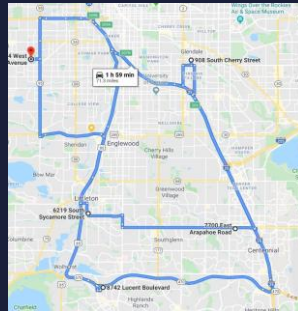 Wings Over the Rockies
Air & Space Museum
Glendale
908 South Cherry Street
4 West
Avenue
1 h 59 min
71.3 miles
University
Sheridan
Englewood
Cherry Hills
Village
Bow Mar
Greenwood
Village
Littleton
6219 South
Sycamore Street
7700 East
Arapahoe Road
Columbine
Southglenn
Centennial
8742 Lucent Boulevard
Highlands
Ranch
Chatfield